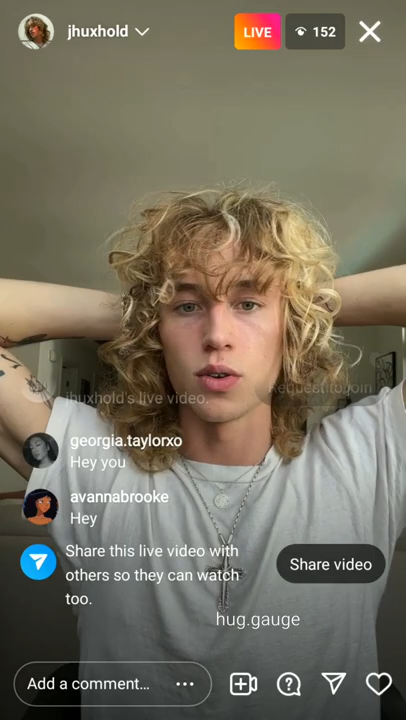 jhuxhold
LIVE
152
jhuxhold's live video.
Request to join
georgia.taylorxo
Hey you
avannabrooke
Hey
Share this live video with
others so they can watch
too.
Share video
hug.gauge
Add a comment...